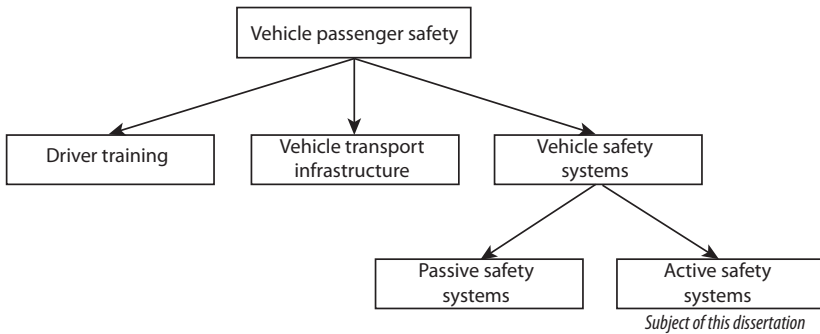 Vehicle passenger safety
Driver training
Vehicle transport
infrastructure
Vehicle safety
systems
Passive safety
systems
Active safety
systems
Subject of this dissertation